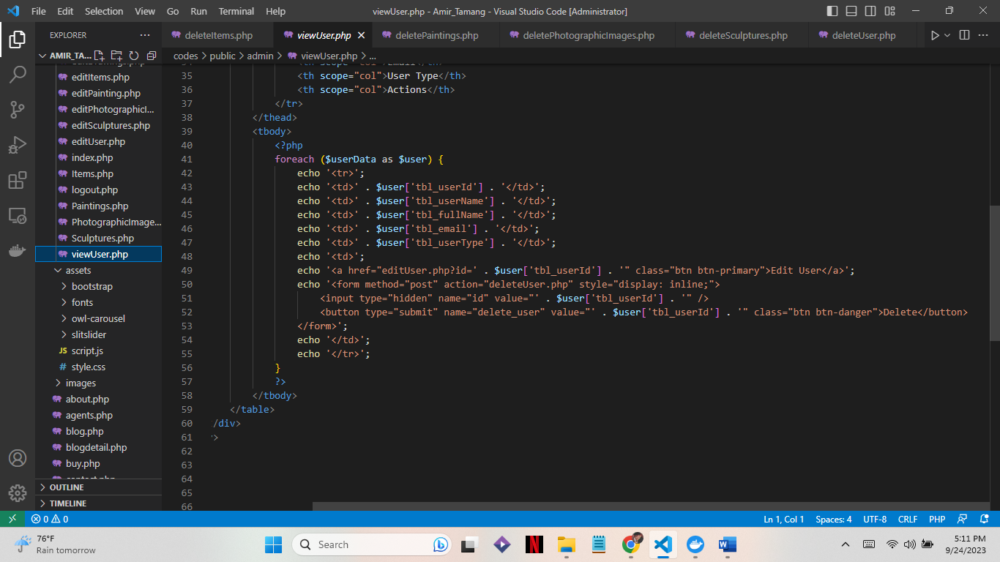 File Edit Selection View Go Run Terminal Help
viewUser.php - Amir_Tamang - Visual Studio Code [Administrator]
EXPLORER
deleteItems.php
viewUser.php
deletePaintings.php
deletePhotographicImages.php
deleteSculptures.php
deleteUser.php
AMIR_TA...
codes > public > admin > viewUser.php > ...
editItems.php
editPainting.php
editPhotographicI...
editSculptures.php
editUser.php
index.php
Items.php
logout.php
Paintings.php
PhotographicImage...
Sculptures.php
viewUser.php
assets
bootstrap
fonts
owl-carousel
slitslider
JS script.js
# style.css
images
about.php
agents.php
blog.php
blogdetail.php
buy.php
OUTLINE
TIMELINE
35 <th scope="col">User Type</th>
36 <th scope="col">Actions</th>
37 </tr>
38 </thead>
39 <tbody>
40 <?php
41 foreach ($userData as $user) {
42 echo '<tr>';
43 echo '<td>' . $user['tbl_userId'] . '</td>';
44 echo '<td>' . $user['tbl_userName'] . '</td>';
45 echo '<td>' . $user['tbl_fullName'] . '</td>';
46 echo '<td>' . $user['tbl_email'] . '</td>';
47 echo '<td>' . $user['tbl_userType'] . '</td>';
48 echo '<td>';
49 echo '<a href="editUser.php?id=' . $user['tbl_userId'] . '" class="btn btn-primary">Edit User</a>';
50 echo '<form method="post" action="deleteUser.php" style="display: inline;">
51 <input type="hidden" name="id" value="' . $user['tbl_userId'] . '" />
52 <button type="submit" name="delete_user" value="' . $user['tbl_userId'] . '" class="btn btn-danger">Delete</button>
53 </form>';
54 echo '</td>';
55 echo '</tr>';
56 }
57 ?>
58 </tbody>
59 </table>
60 /div>
61 >
62
63
64
65
66
0 0
Ln 1, Col 1 Spaces: 4 UTF-8 CRLF PHP
76°F
Rain tomorrow
Search
5:11 PM
9/24/2023